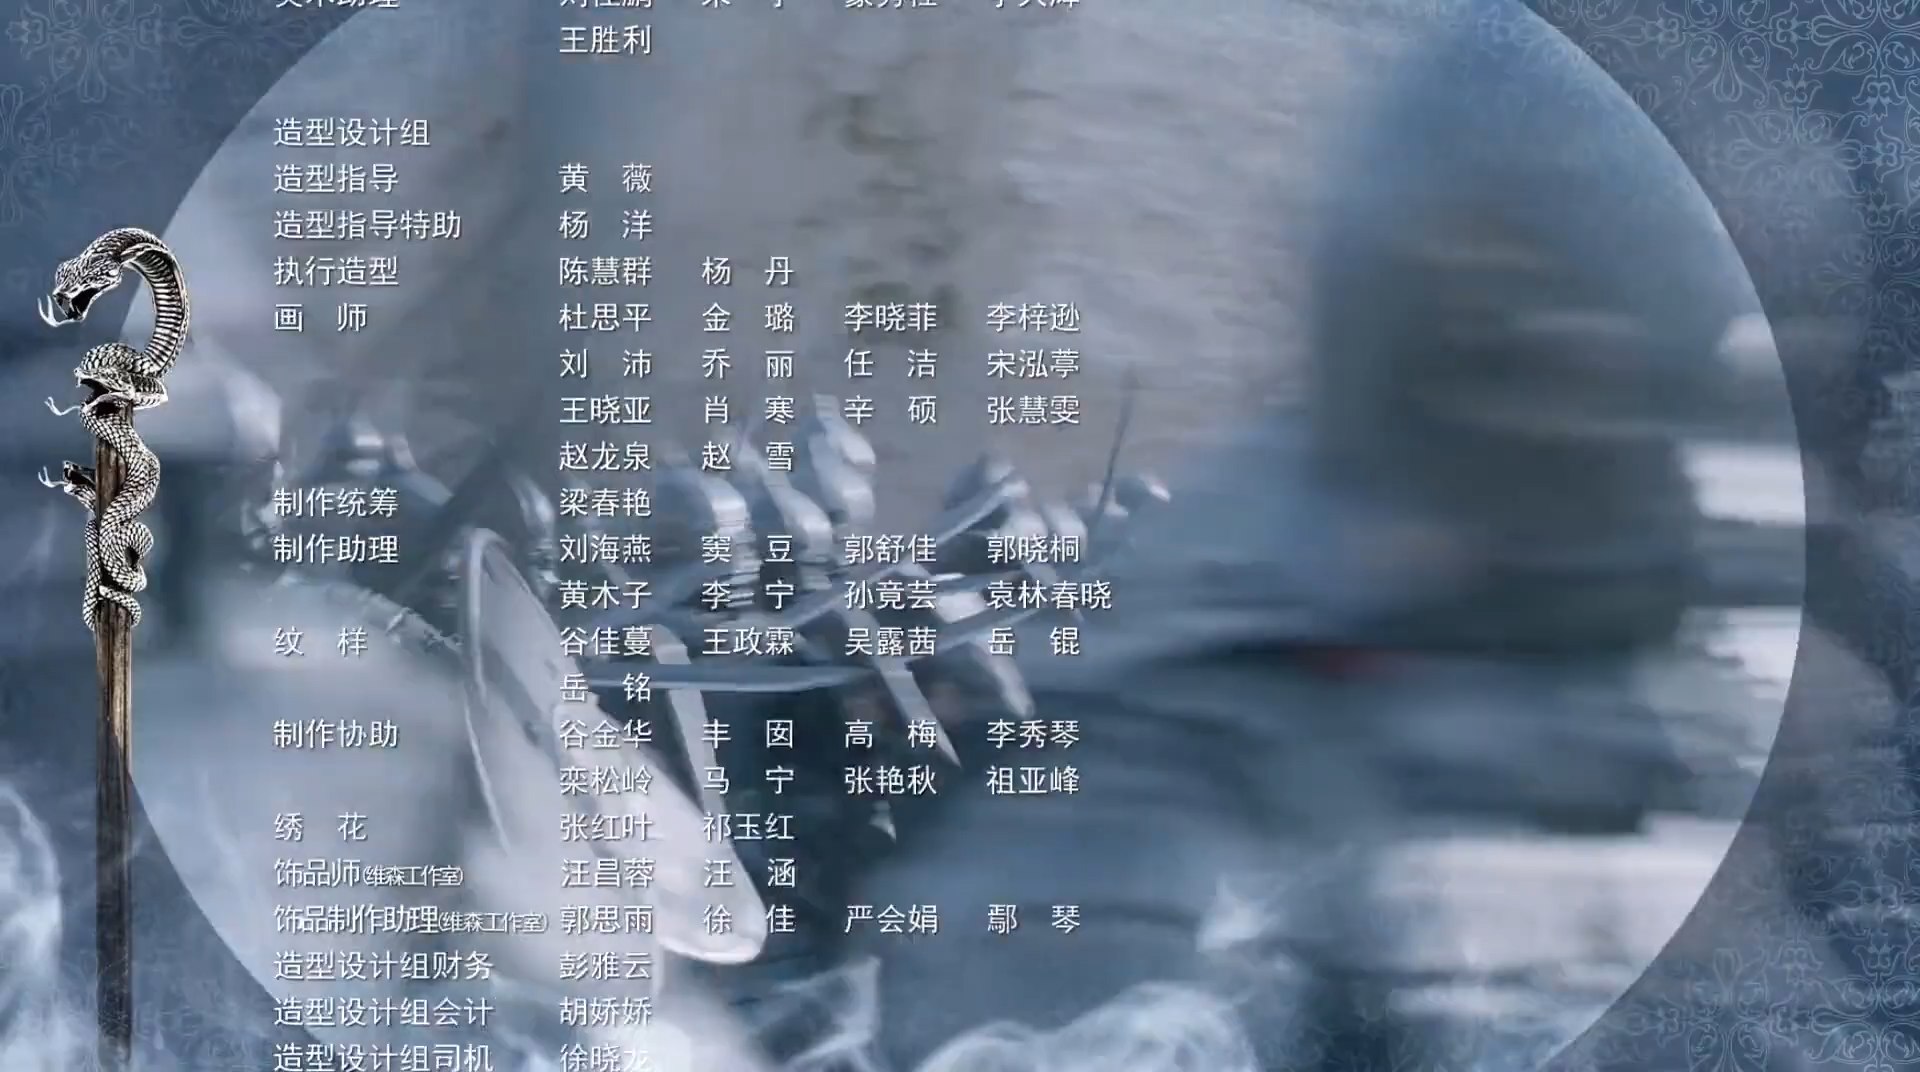 王胜利
造型设计组
造型指导 黄 薇
造型指导特助 杨 洋
执行造型 陈慧群 杨 丹
画 师 杜思平 金 璐 李晓菲 李梓逊
刘 沛 乔 丽 任 洁 宋泓葶
王晓亚 肖 寒 辛 硕 张慧雯
赵龙泉 赵 雪
制作统筹 梁春艳
制作助理 刘海燕 窦 豆 郭舒佳 郭晓桐
黄木子 李 宁 孙竟芸 袁林春晓
纹 样 谷佳蔓 王政霖 吴露茜 岳 锟
岳 铭
制作协助 谷金华 丰 囡 高 梅 李秀琴
栾松岭 马 宁 张艳秋 祖亚峰
绣 花 张红叶 祁玉红
饰品师(维森工作室) 汪昌蓉 汪 涵
饰品制作助理(维森工作室) 郭思雨 徐 佳 严会娟 鄢 琴
造型设计组财务 彭雅云
造型设计组会计 胡娇娇
造型设计组司机 徐晓龙